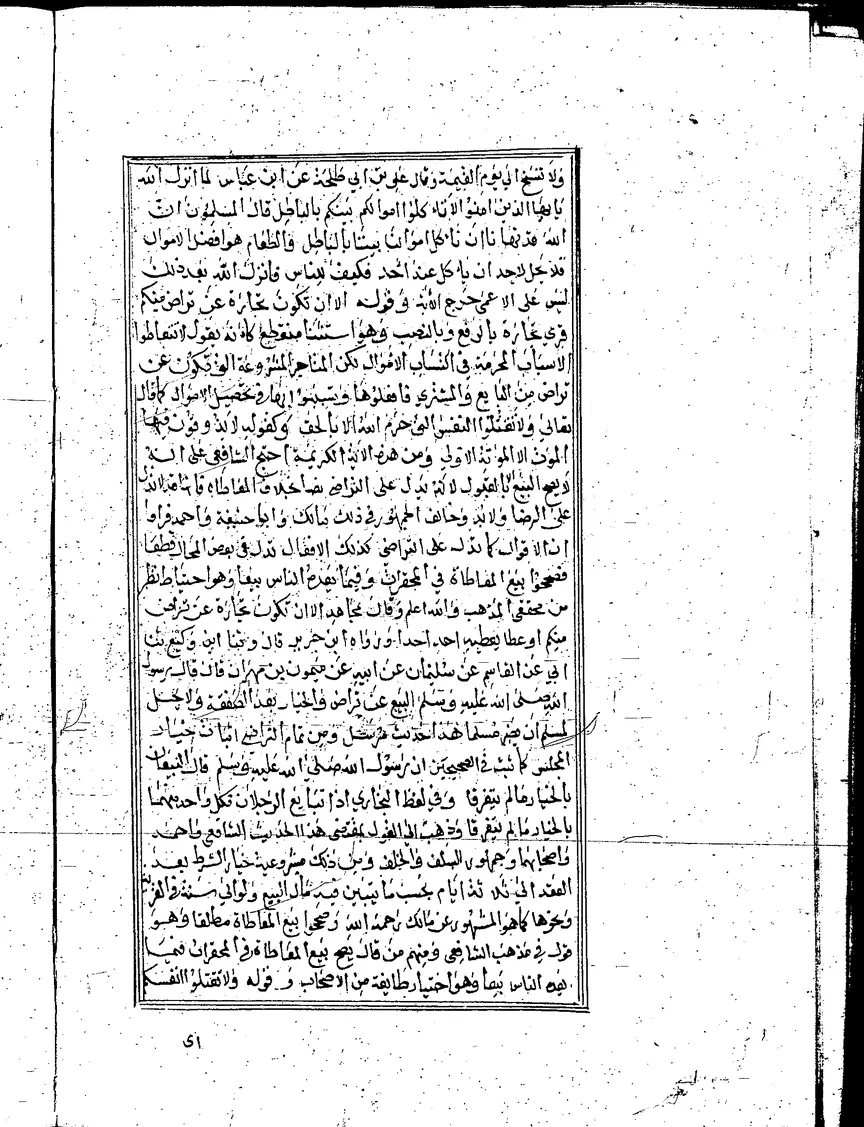 ولا تنسخ الي يوم القيمة وقال علي بن ابي طلحة عن ابن عباس لما انزل الله
يا ايها الذين امنوا لا تاكلوا اموالكم بينكم بالباطل قال المسلمون ان
الله قد نهانا ان ناكل اموالنا بيننا بالباطل والطعام هو افضل الاموال
فلا يحل لاحد ان ياكل عند احد فكيف للناس فانزل الله بعد ذلك
ليس على الاعمى حرج الاية وقوله الا ان تكون تجارة عن تراض منكم
قري تجارة بالرفع وبالنصب وهو استثنا منقطع كانه يقول لا تتعاطوا
الاسباب المحرمة في اكتساب الاموال لكن المتاجر المشروعة التي تكون عن
تراض من البايع والمشتري فافعلوها وتسببوا بها في تحصيل الاموال كما قال
تعالي ولا تقتلوا النفس التي حرم الله الا بالحق وكقوله لا يذوقون فيها
الموت الا الموتة الاولي ومن هذه الاية الكريمة احتج الشافعي على انه
لا يصح البيع الا بالقبول لانه يدل على التراض نصا بخلاف المعاطاة فانها قد لا تدل
على الرضا ولا بد وخالف الجمهور في ذلك مالك وابو حنيفة واحمد فراوا
ان الاقوال كما تدل على التراضي كذلك الافعال تدل في بعض المحال قطعا
فصححوا بيع المعاطاة في المحقرات وفيما يعده الناس بيعا وهو احتياط نظر
من محققي المذهب والله اعلم وقال مجاهد الا ان تكون تجارة عن تراض
منكم او عطا يعطيه احد احدا ورواه ابن جرير قال وحدثنا ابن وكيع ثنا
ابي عن القاسم عن سليمان عن ابيه عن ميمون بن مهران قال قال رسول
الله صلى الله عليه وسلم البيع عن تراض والخيار بعد الصفقة ولا يحل
لمسلم ان يضر مسلما هذا حديث مرسل ومن تمام التراضي اثبات خيار
المجلس كما ثبت في الصحيحين ان رسول الله صلي الله عليه وسلم قال البيعان
بالخيار ما لم يتفرقا وفي لفظ البخاري اذا تبايع الرجلان فكل واحد منهما
بالخيار ما لم يتفرقا وذهب الى القول بمقتضى هذا الحديث الشافعي واحمد
واصحابهما وجمهور السلف والخلف ومن ذلك مشروعية خيار الشرط بعد
العقد الي ثلاثة ايام بحسب ما يتبين فيه مال البيع ولو الي سنة في القرية
ونحوها كما هو المشهور عن مالك رحمه الله وصححوا بيع المعاطاة مطلقا وهو
قول في مذهب الشافعي ومنهم من قال يصح بيع المعاطاة في المحقرات فيما
يعده الناس بيعا وهو اختيار طايفة من الاصحاب وقوله ولا تقتلوا انفسكم
اى